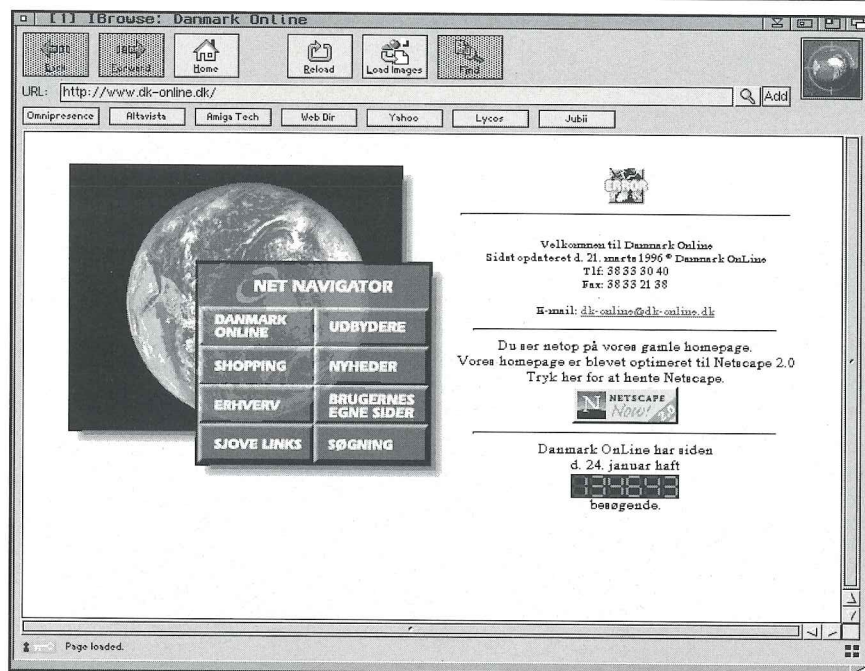 [1] IBrowse: Danmark Online
Back
Forward
Home
Reload
Load Images
Find
URL: http://www.dk-online.dk/
Add
Omnipresence
Altavista
Amiga Tech
Web Dir
Yahoo
Lycos
Jubii
NET NAVIGATOR
DANMARK ONLINE
UDBYDERE
SHOPPING
NYHEDER
ERHVERV
BRUGERNES EGNE SIDER
SJOVE LINKS
SØGNING
ERROR
Velkommen til Danmark Online
Sidst opdateret d. 21. marts 1996 © Danmark OnLine
Tlf: 38 33 30 40
Fax: 38 33 21 38
E-mail: dk-online@dk-online.dk
Du ser netop på vores gamle homepage.
Vores homepage er blevet optimeret til Netscape 2.0
Tryk her for at hente Netscape.
N NETSCAPE
Now! 2.0
Danmark OnLine har siden
d. 24. januar haft
134643
besøgende.
Page loaded.